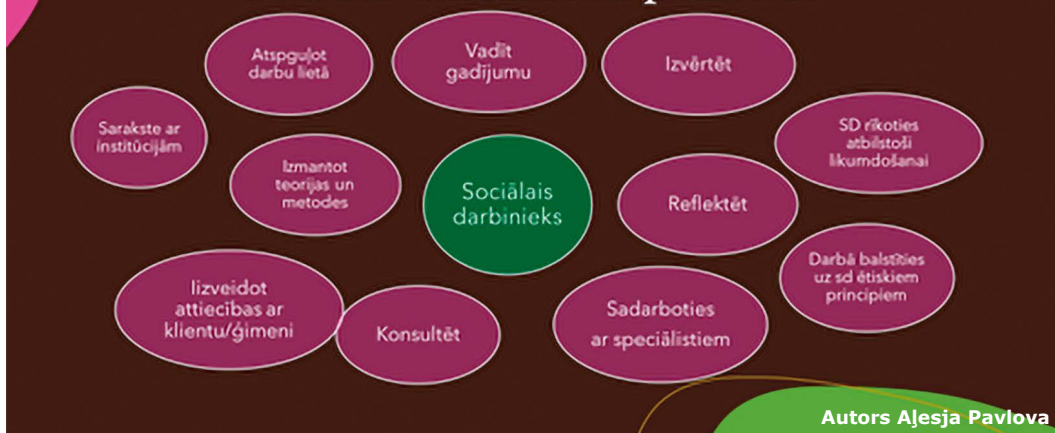 Atspguļot
darbu lietā
Vadīt
gadījumu
Izvērtēt
Sarakste ar
institūcijām
Izmantot
teorijas un
metodes
Sociālais
darbinieks
Reflektēt
SD rīkoties
atbilstoši
likumdošanai
Darbā balstīties
uz sd ētiskiem
principiem
Iizveidot
attiecības ar
klientu/ģimeni
Konsultēt
Sadarboties
ar speciālistiem
Autors Aļesja Pavlova